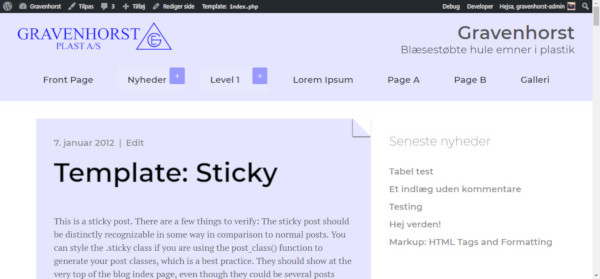 Gravenhorst 5 0 Tilføj Rediger side Template: index.php Debug Developer Hejsa, gravenhorst-admin
GRAVENHORST
PLAST A/S
G
Gravenhorst
Blæsestøbte hule emner i plastik
Front Page Nyheder + Level 1 + Lorem Ipsum Page A Page B Galleri
7. januar 2012 | Edit
Template: Sticky
This is a sticky post. There are a few things to verify: The sticky post should
be distinctly recognizable in some way in comparison to normal posts. You
can style the .sticky class if you are using the post_class() function to
generate your post classes, which is a best practice. They should show at the
very top of the blog index page, even though they could be several posts
Seneste nyheder
Tabel test
Et indlæg uden kommentare
Testing
Hej verden!
Markup: HTML Tags and Formatting